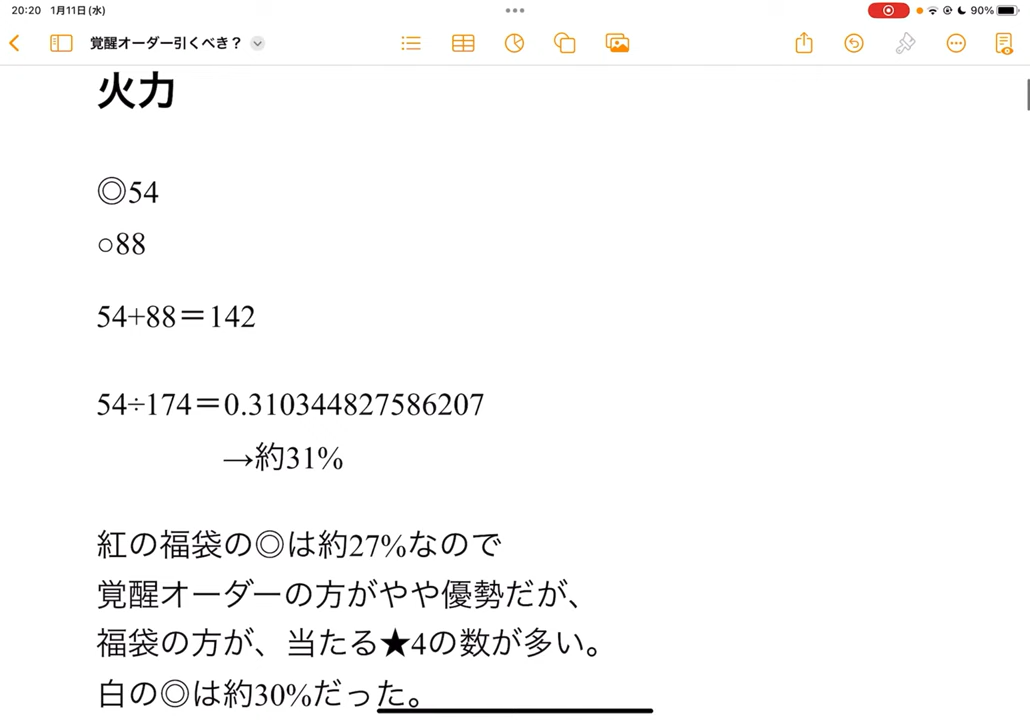 20:20 1月11日(水) 90%
覚醒オーダー引くべき？
火力
◎54
○88
54+88＝142
54÷174＝0.310344827586207
→約31%
紅の福袋の◎は約27%なので
覚醒オーダーの方がやや優勢だが、
福袋の方が、当たる★4の数が多い。
白の◎は約30%だった。